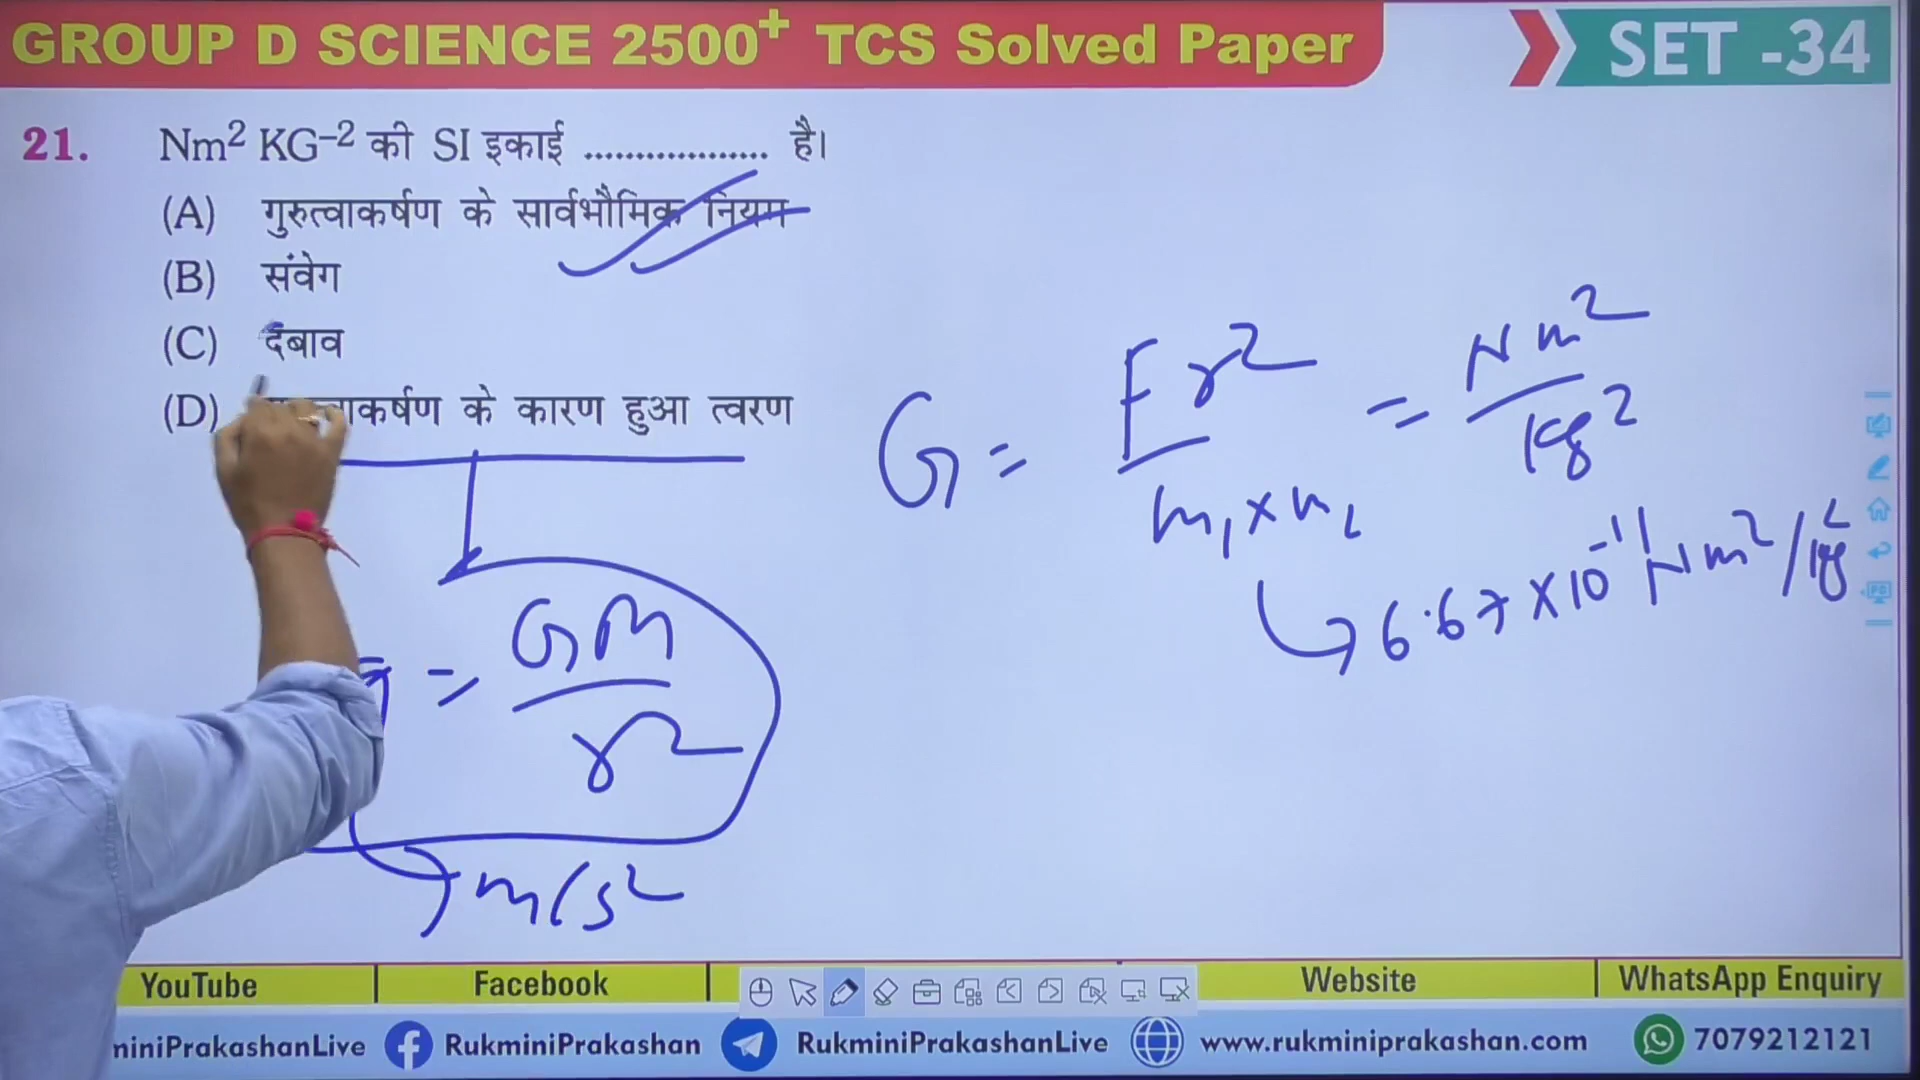 GROUP D SCIENCE 2500+ TCS Solved Paper
SET -34
21. Nm² KG⁻² की SI इकाई .................. है।
(A) गुरुत्वाकर्षण के सार्वभौमिक नियम
(B) संवेग
(C) दबाव
(D) कर्षण के कारण हुआ त्वरण
G = Fr² / m₁ × m₂ = Nm² / Kg²
→ 6.67 × 10⁻¹¹ Nm²/kg²
= GM / r²
→ m/s²
YouTube
Facebook
Website
WhatsApp Enquiry
miniPrakashanLive
RukminiPrakashan
RukminiPrakashanLive
www.rukminiprakashan.com
7079212121